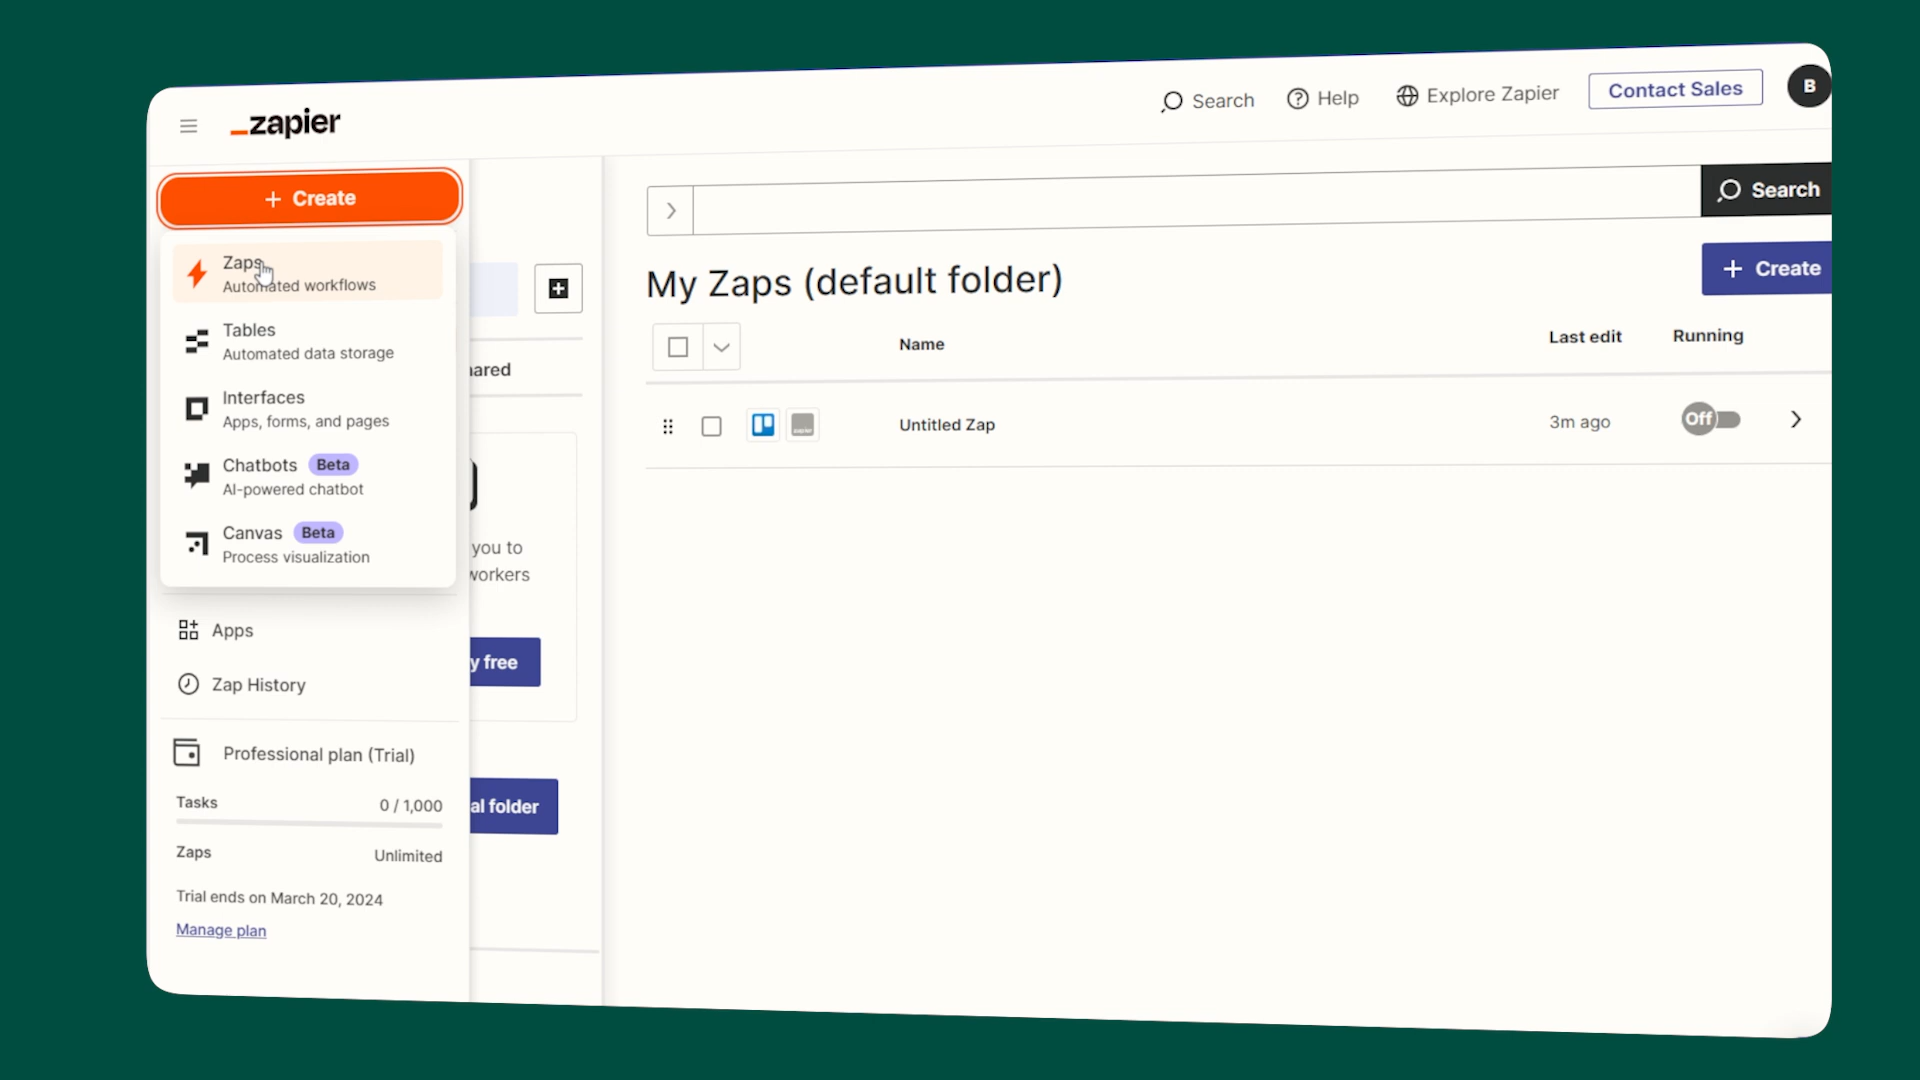 zapier
Search
Help
Explore Zapier
Contact Sales
B
+ Create
Zaps
Automated workflows
Tables
Automated data storage
Interfaces
Apps, forms, and pages
Chatbots Beta
AI-powered chatbot
Canvas Beta
Process visualization
Apps
Zap History
Professional plan (Trial)
Tasks 0 / 1,000
Zaps Unlimited
Trial ends on March 20, 2024
Manage plan
hared
you to
workers
y free
al folder
Search
My Zaps (default folder)
+ Create
Name Last edit Running
zapier
Untitled Zap 3m ago Off